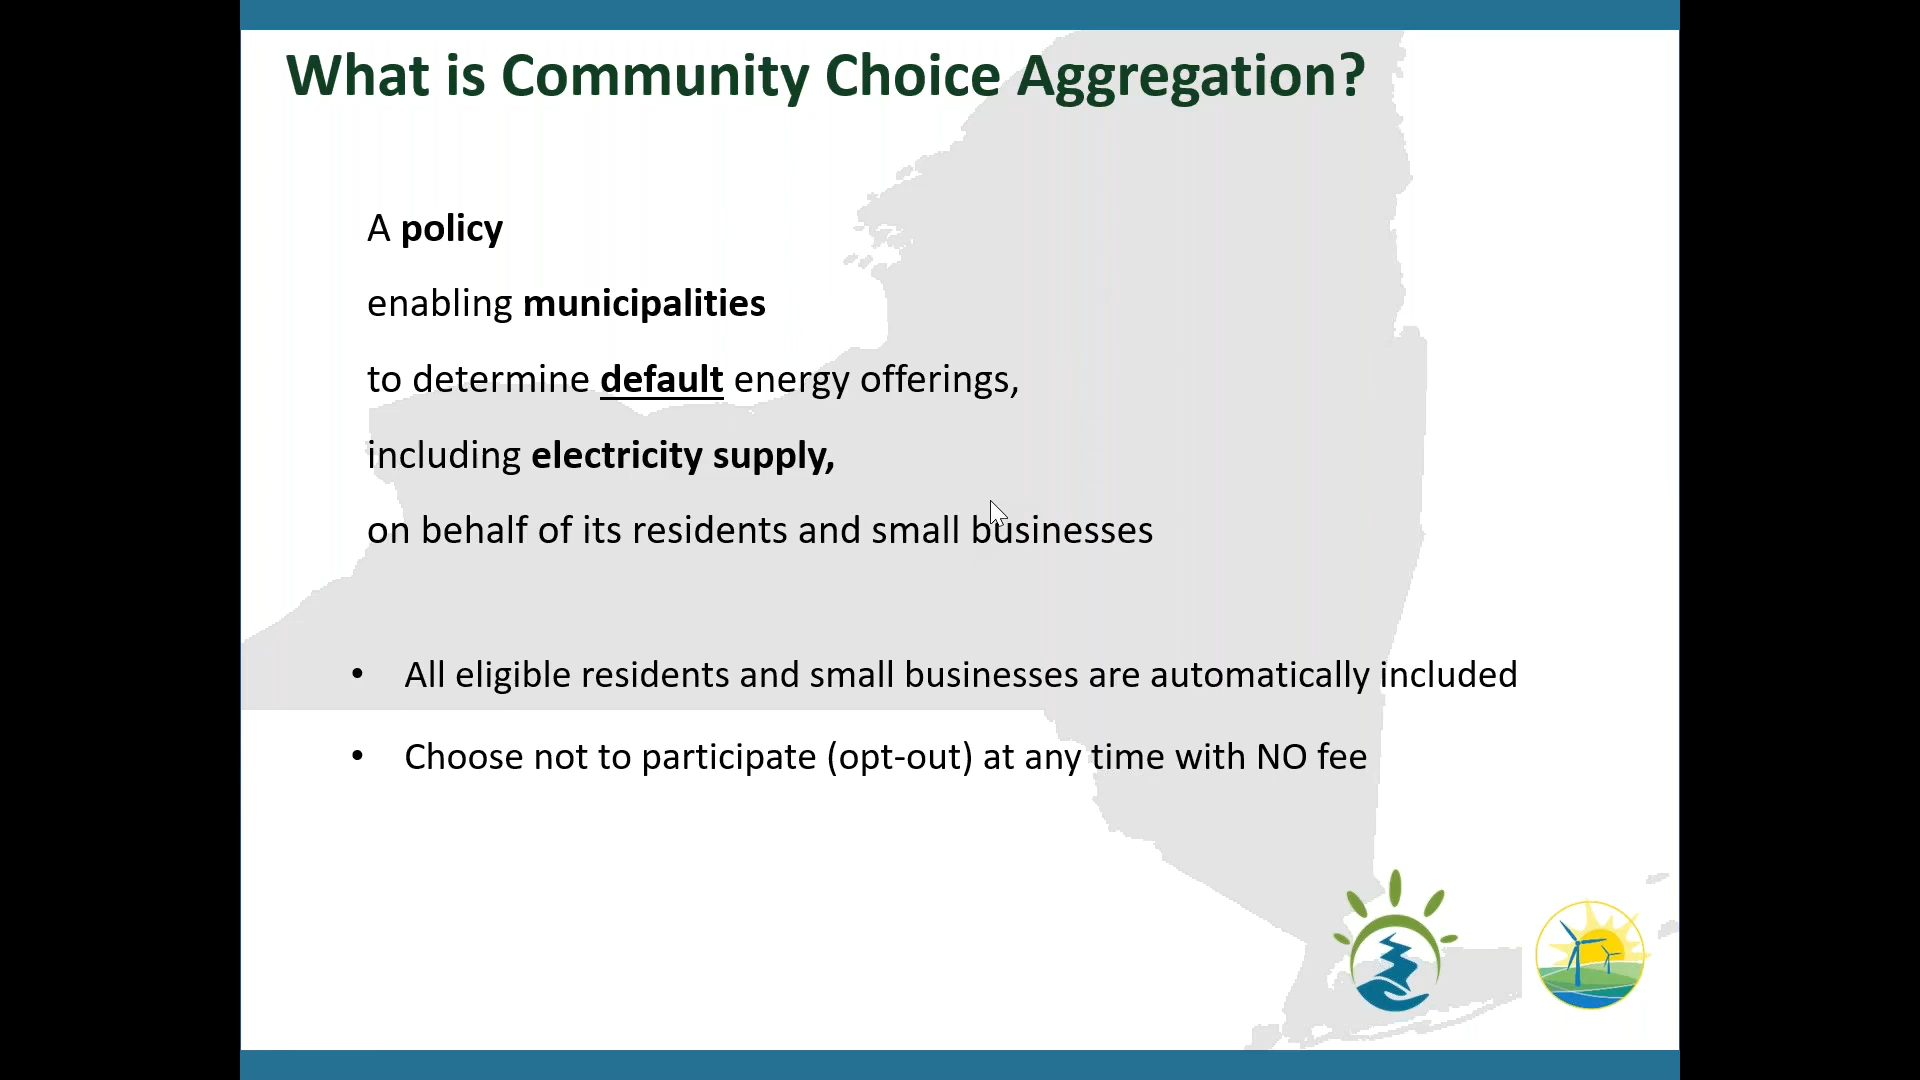 What is Community Choice Aggregation?
A policy
enabling municipalities
to determine default energy offerings,
including electricity supply,
on behalf of its residents and small businesses
• All eligible residents and small businesses are automatically included
• Choose not to participate (opt-out) at any time with NO fee